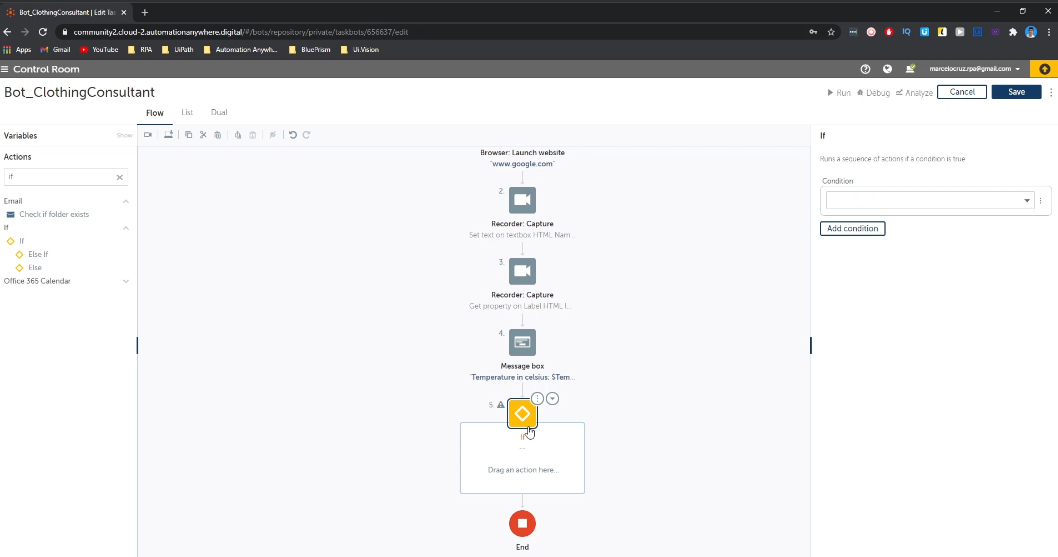 Bot_ClothingConsultant | Edit Tas
community2.cloud-2.automationanywhere.digital/#/bots/repository/private/taskbots/656637/edit
Apps
Gmail
YouTube
RPA
UiPath
Automation Anywh...
BluePrism
Ui.Vision
Control Room
marcelocruz.rpa@gmail.com
Bot_ClothingConsultant
Run
Debug
Analyze
Cancel
Save
Flow
List
Dual
Variables
Show
Actions
if
Email
Check if folder exists
If
If
Else If
Else
Office 365 Calendar
Browser: Launch website
"www.google.com"
2.
Recorder: Capture
Set text on textbox HTML Nam...
3.
Recorder: Capture
Get property on Label HTML I...
4.
Message box
"Temperature in celsius: $Tem...
5.
If
...
Drag an action here...
End
If
Runs a sequence of actions if a condition is true
Condition
Add condition